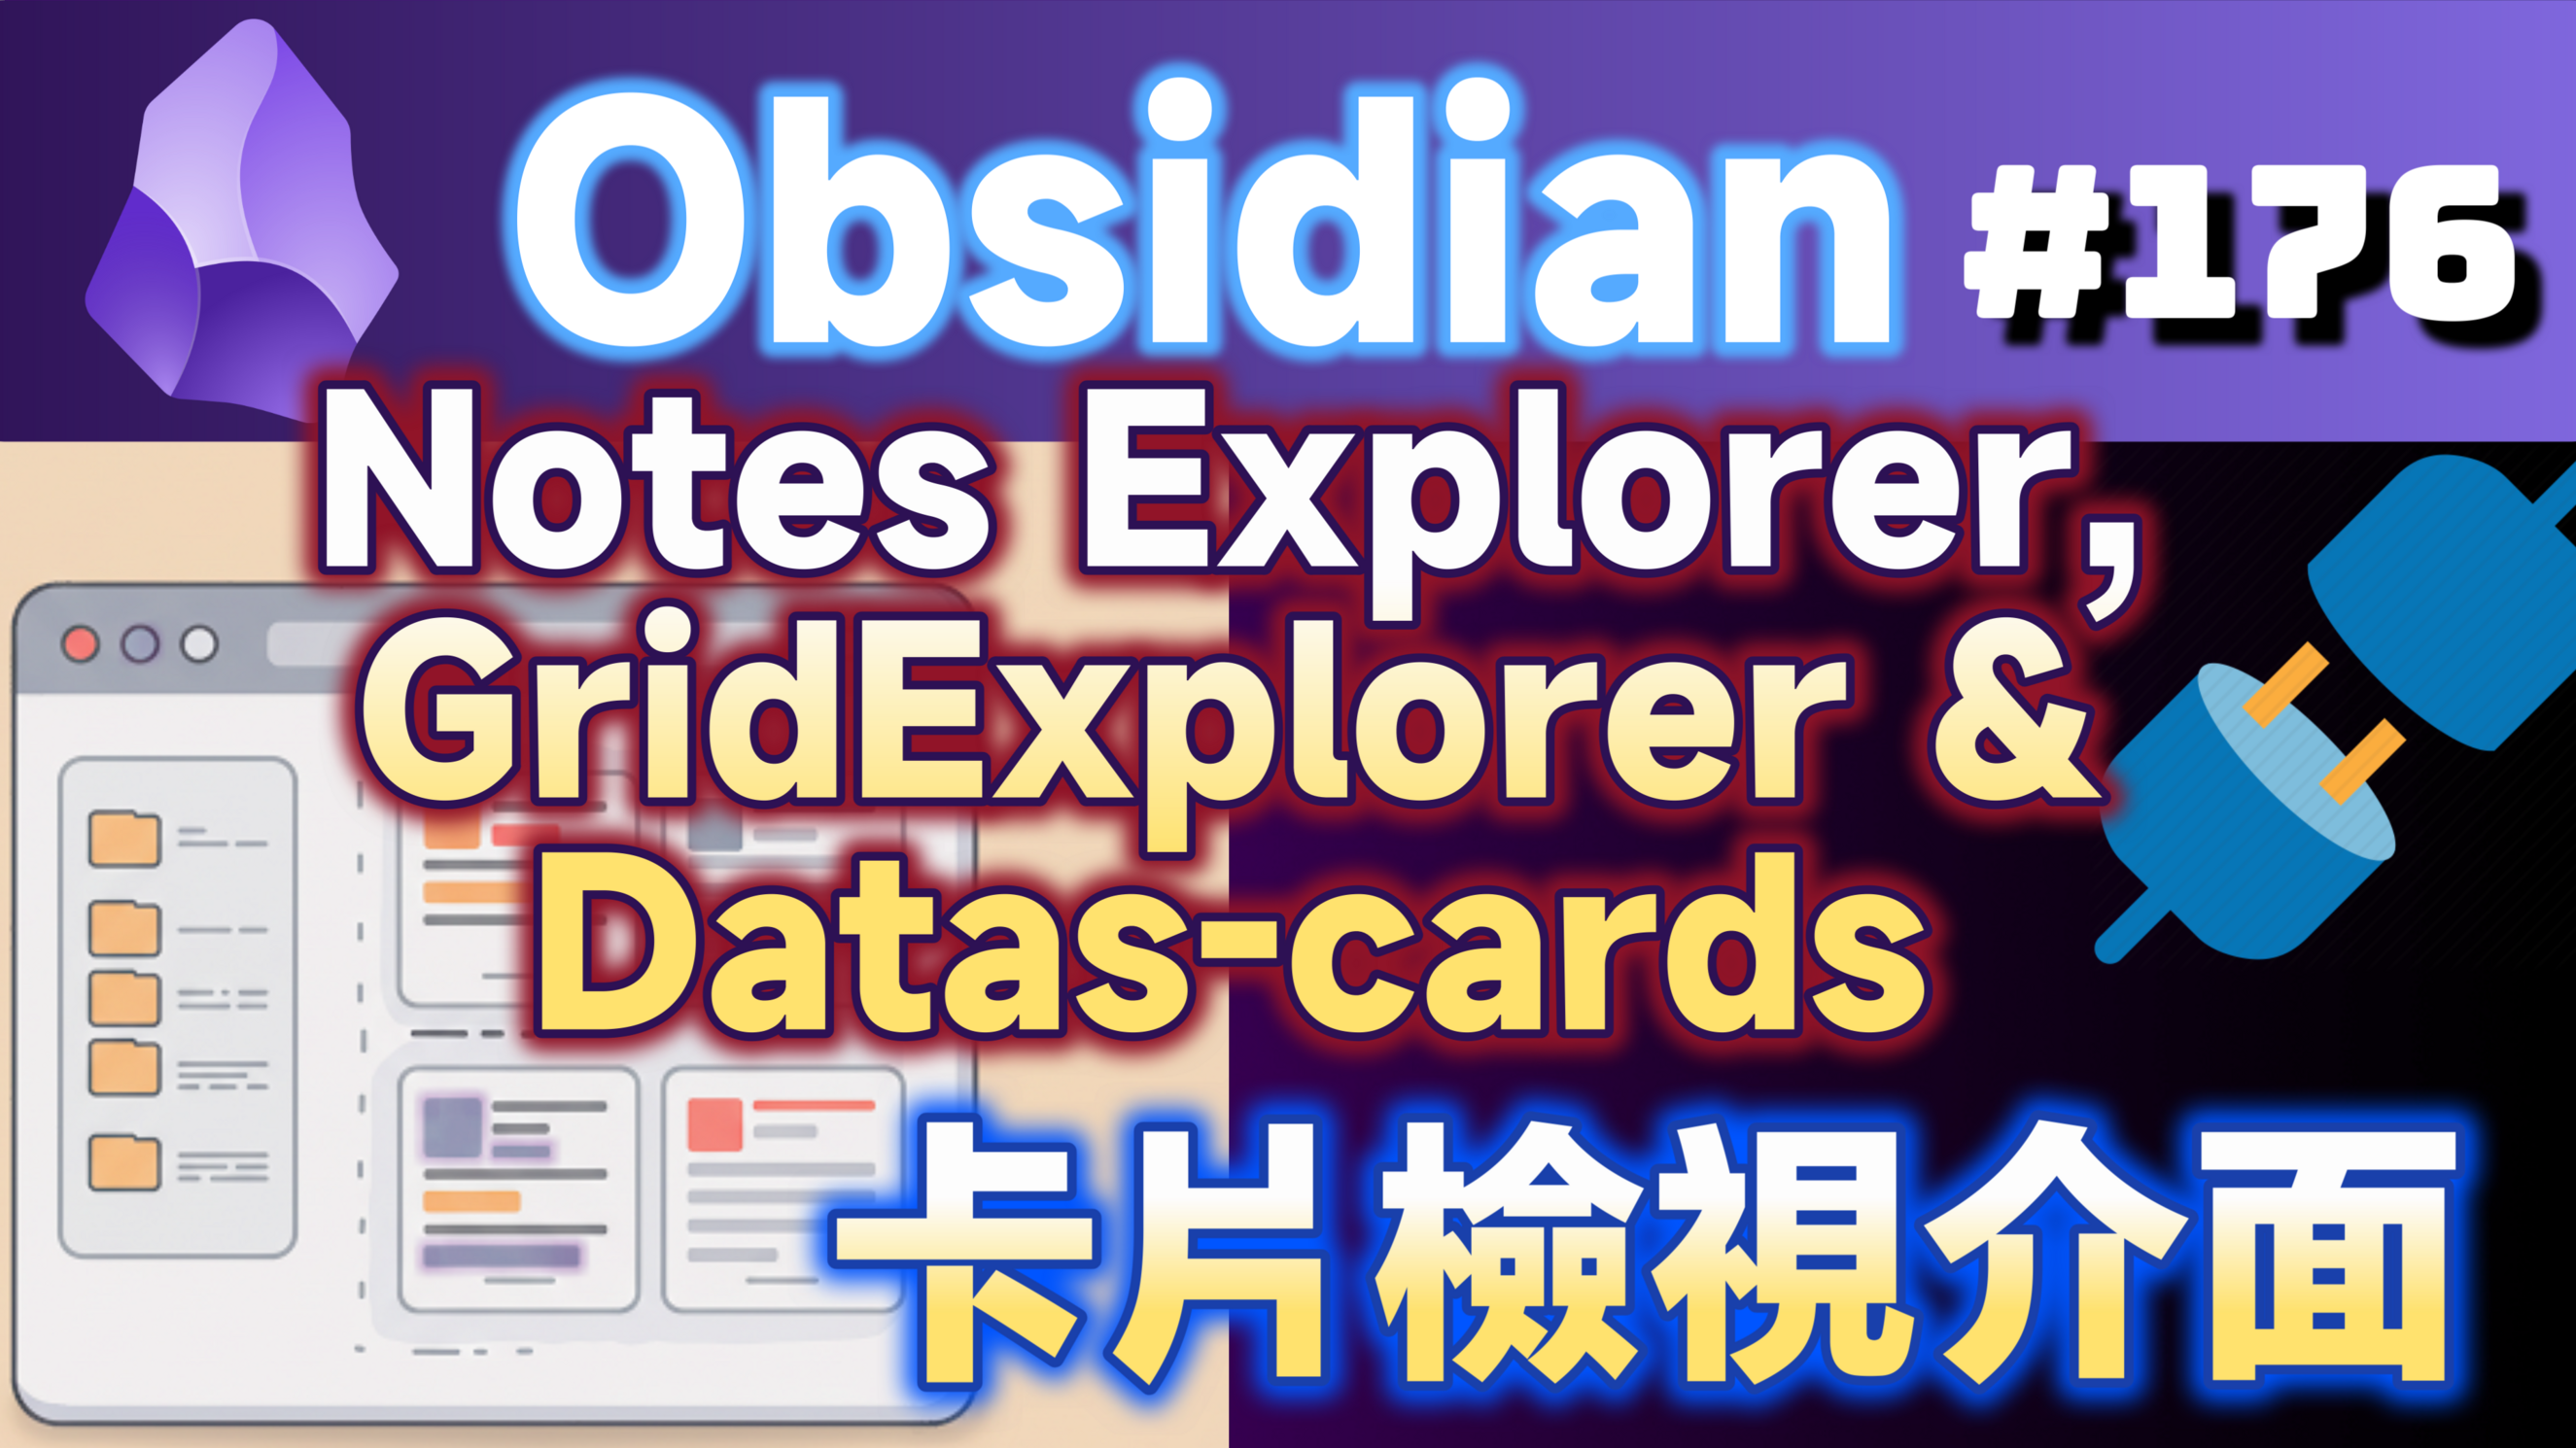 Obsidian #176
Notes Explorer,
GridExplorer &
Datas-cards
卡片檢視介面